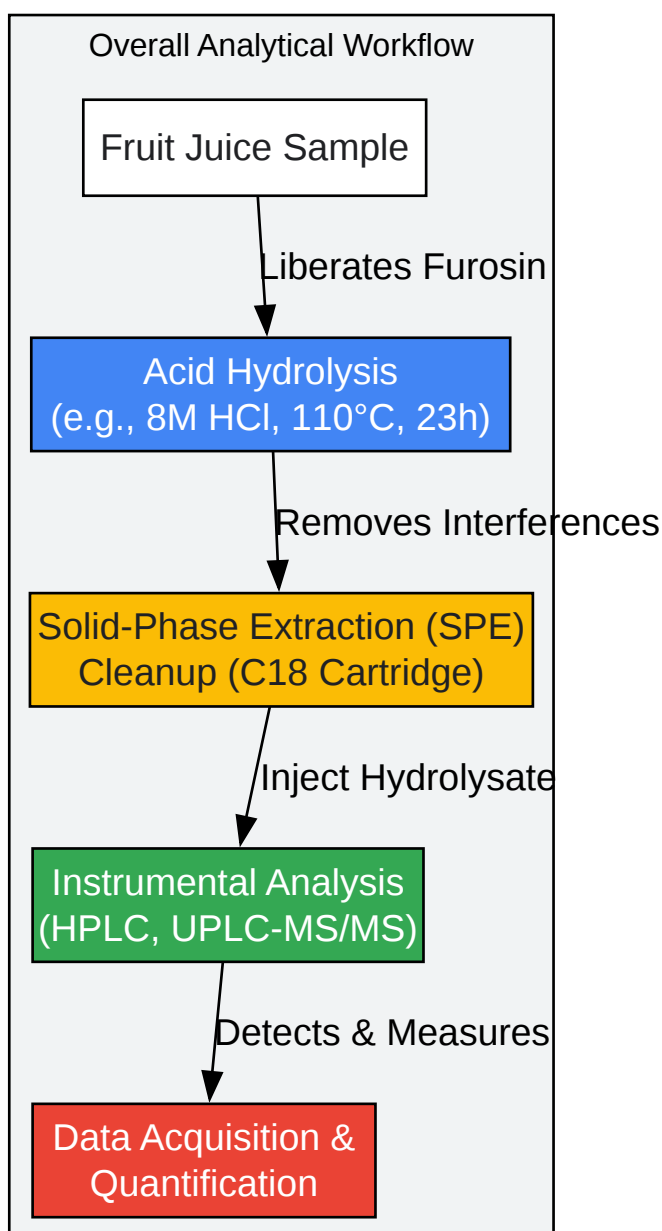 Overall Analytical Workflow
Fruit Juice Sample
Liberates Furosin
Acid Hydrolysis
(e.g., 8M HCl, 110°C, 23h)
Removes Interferences
Solid-Phase Extraction (SPE)
Cleanup (C18 Cartridge)
Inject Hydrolysate
Instrumental Analysis
(HPLC, UPLC-MS/MS)
Detects & Measures
Data Acquisition &
Quantification